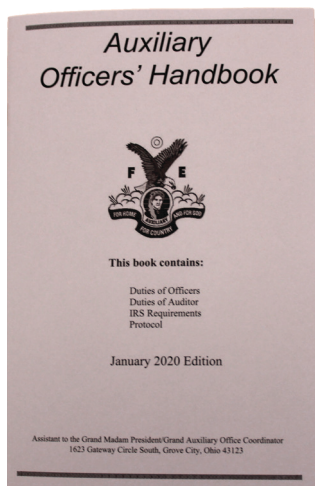 Auxiliary
Officers' Handbook
F E
FOR HOME AND FOR GOD
AUXILIARY
FOR COUNTRY
This book contains:
Duties of Officers
Duties of Auditor
IRS Requirements
Protocol
January 2020 Edition
Assistant to the Grand Madam President/Grand Auxiliary Office Coordinator
1623 Gateway Circle South, Grove City, Ohio 43123